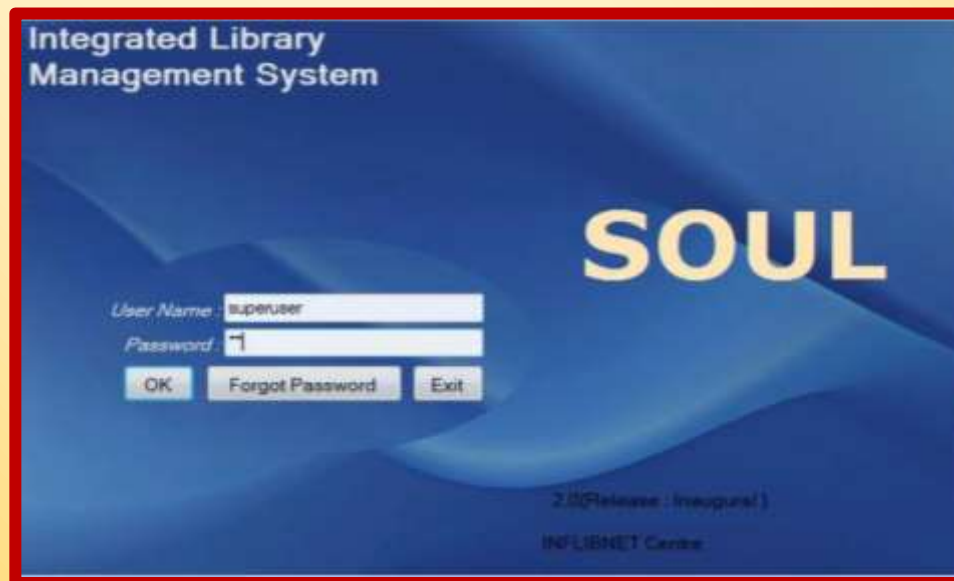 Integrated Library
Management System
SOUL
User Name : superuser
Password : **
OK Forgot Password Exit
2.0(Release : Inaugural )
INFLIBNET Centre